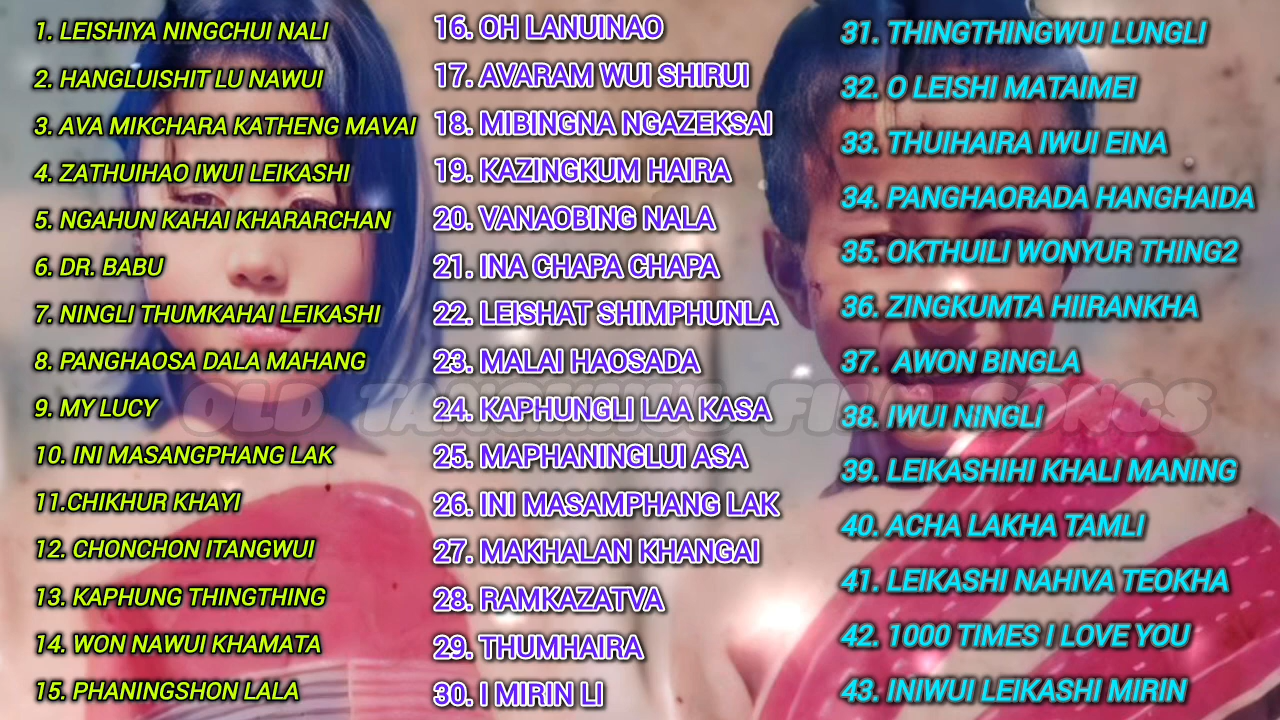 1. LEISHIYA NINGCHUI NALI
2. HANGLUISHIT LU NAWUI
3. AVA MIKCHARA KATHENG MAVAI
4. ZATHUIHAO IWUI LEIKASHI
5. NGAHUN KAHAI KHARARCHAN
6. DR. BABU
7. NINGLI THUMKAHAI LEIKASHI
8. PANGHAOSA DALA MAHANG
9. MY LUCY
10. INI MASANGPHANG LAK
11.CHIKHUR KHAYI
12. CHONCHON ITANGWUI
13. KAPHUNG THINGTHING
14. WON NAWUI KHAMATA
15. PHANINGSHON LALA
16. OH LANUINAO
17. AVARAM WUI SHIRUI
18. MIBINGNA NGAZEKSAI
19. KAZINGKUM HAIRA
20. VANAOBING NALA
21. INA CHAPA CHAPA
22. LEISHAT SHIMPHUNLA
23. MALAI HAOSADA
24. KAPHUNGLI LAA KASA
25. MAPHANINGLUI ASA
26. INI MASAMPHANG LAK
27. MAKHALAN KHANGAI
28. RAMKAZATVA
29. THUMHAIRA
30. I MIRIN LI
31. THINGTHINGWUI LUNGLI
32. O LEISHI MATAIMEI
33. THUIHAIRA IWUI EINA
34. PANGHAORADA HANGHAIDA
35. OKTHUILI WONYUR THING2
36. ZINGKUMTA HIIRANKHA
37. AWON BINGLA
38. IWUI NiNGLI
39. LEIKASHIHI KHALI MANING
40. ACHA LAKHA TAMLI
41. LEIKASHI NAHIVA TEOKHA
42. 1000 TIMES I LOVE YOU
43. INIWUI LEIKASHI MIRIN
OLD SONGS